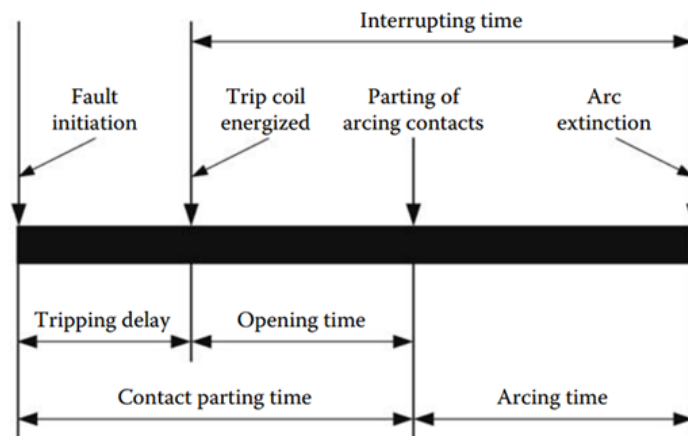 Interrupting time
Fault
initiation
Trip coil
energized
Parting of
arcing contacts
Arc
extinction
Tripping delay
Opening time
Contact parting time
Arcing time